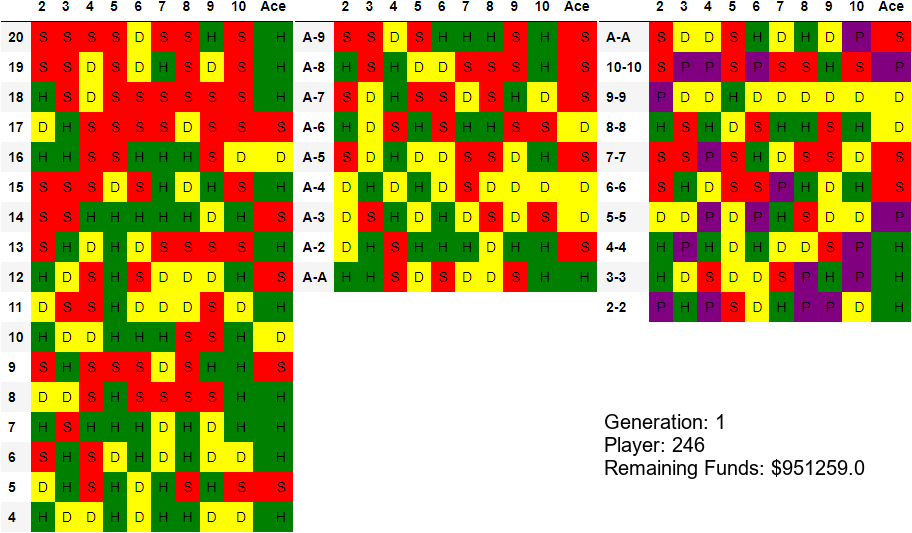 2 3 4 5 6 7 8 9 10 Ace
20 S S S S D S S H S H
19 S S D S D H S D S H
18 H S D S S S S S S H
17 D H S S S S D S S S
16 H H S S H H H S D D
15 S S S D S H D H S H
14 S S H H H H H D H S
13 S H D H D S S S S H
12 H D S H S D D D H S
11 D S S H D D D S D H
10 H D D H H H S S H D
9 S H S S S D S H H S
8 D D S H S S S S H H
7 H S H H H D H D H H
6 S H S D H D H D D H
5 D H S H D H S H S S
4 H D D H D H H D D H
2 3 4 5 6 7 8 9 10 Ace
A-9 S S D S H H H S H S
A-8 H S H D D S S S H S
A-7 S D H S S D S H D S
A-6 H D S H S H H S S D
A-5 S D H D D S S D H S
A-4 D H D H D S D D D D
A-3 D S H D H D S D S D
A-2 D H S H H H D H H S
A-A H H S D S D D S H H
2 3 4 5 6 7 8 9 10 Ace
A-A S D D S H D H D P S
10-10 S P P S P S S H S P
9-9 P D D H D D D D D D
8-8 H S H D S H H S H D
7-7 S S P S H D S S D S
6-6 S H D S S P H D H S
5-5 D D P D P H S D D P
4-4 H P H D H D D S P H
3-3 H D S D D S P H P H
2-2 P H P S D H P P D H
Generation: 1
Player: 246
Remaining Funds: $951259.0